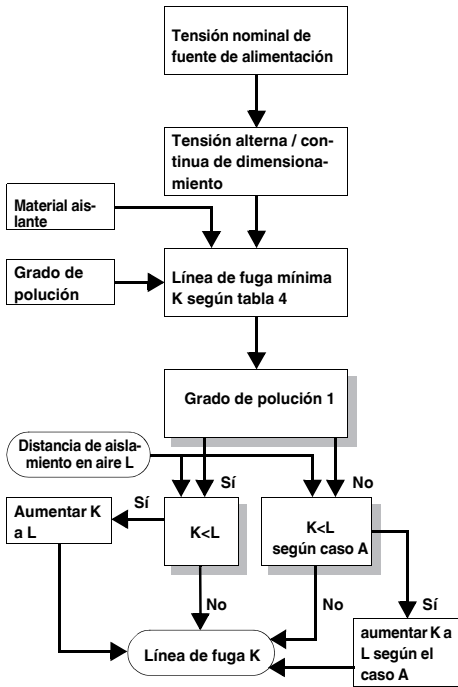 Tensión nominal de
fuente de alimentación
Tensión alterna / con-
tinua de dimensiona-
miento
Material ais-
lante
Grado de
polución
Línea de fuga mínima
K según tabla 4
Grado de polución 1
Distancia de aisla-
miento en aire L
Sí
No
Aumentar K
a L
Sí
K<L
K<L
según caso A
No
No
Sí
Línea de fuga K
aumentar K a
L según el
caso A